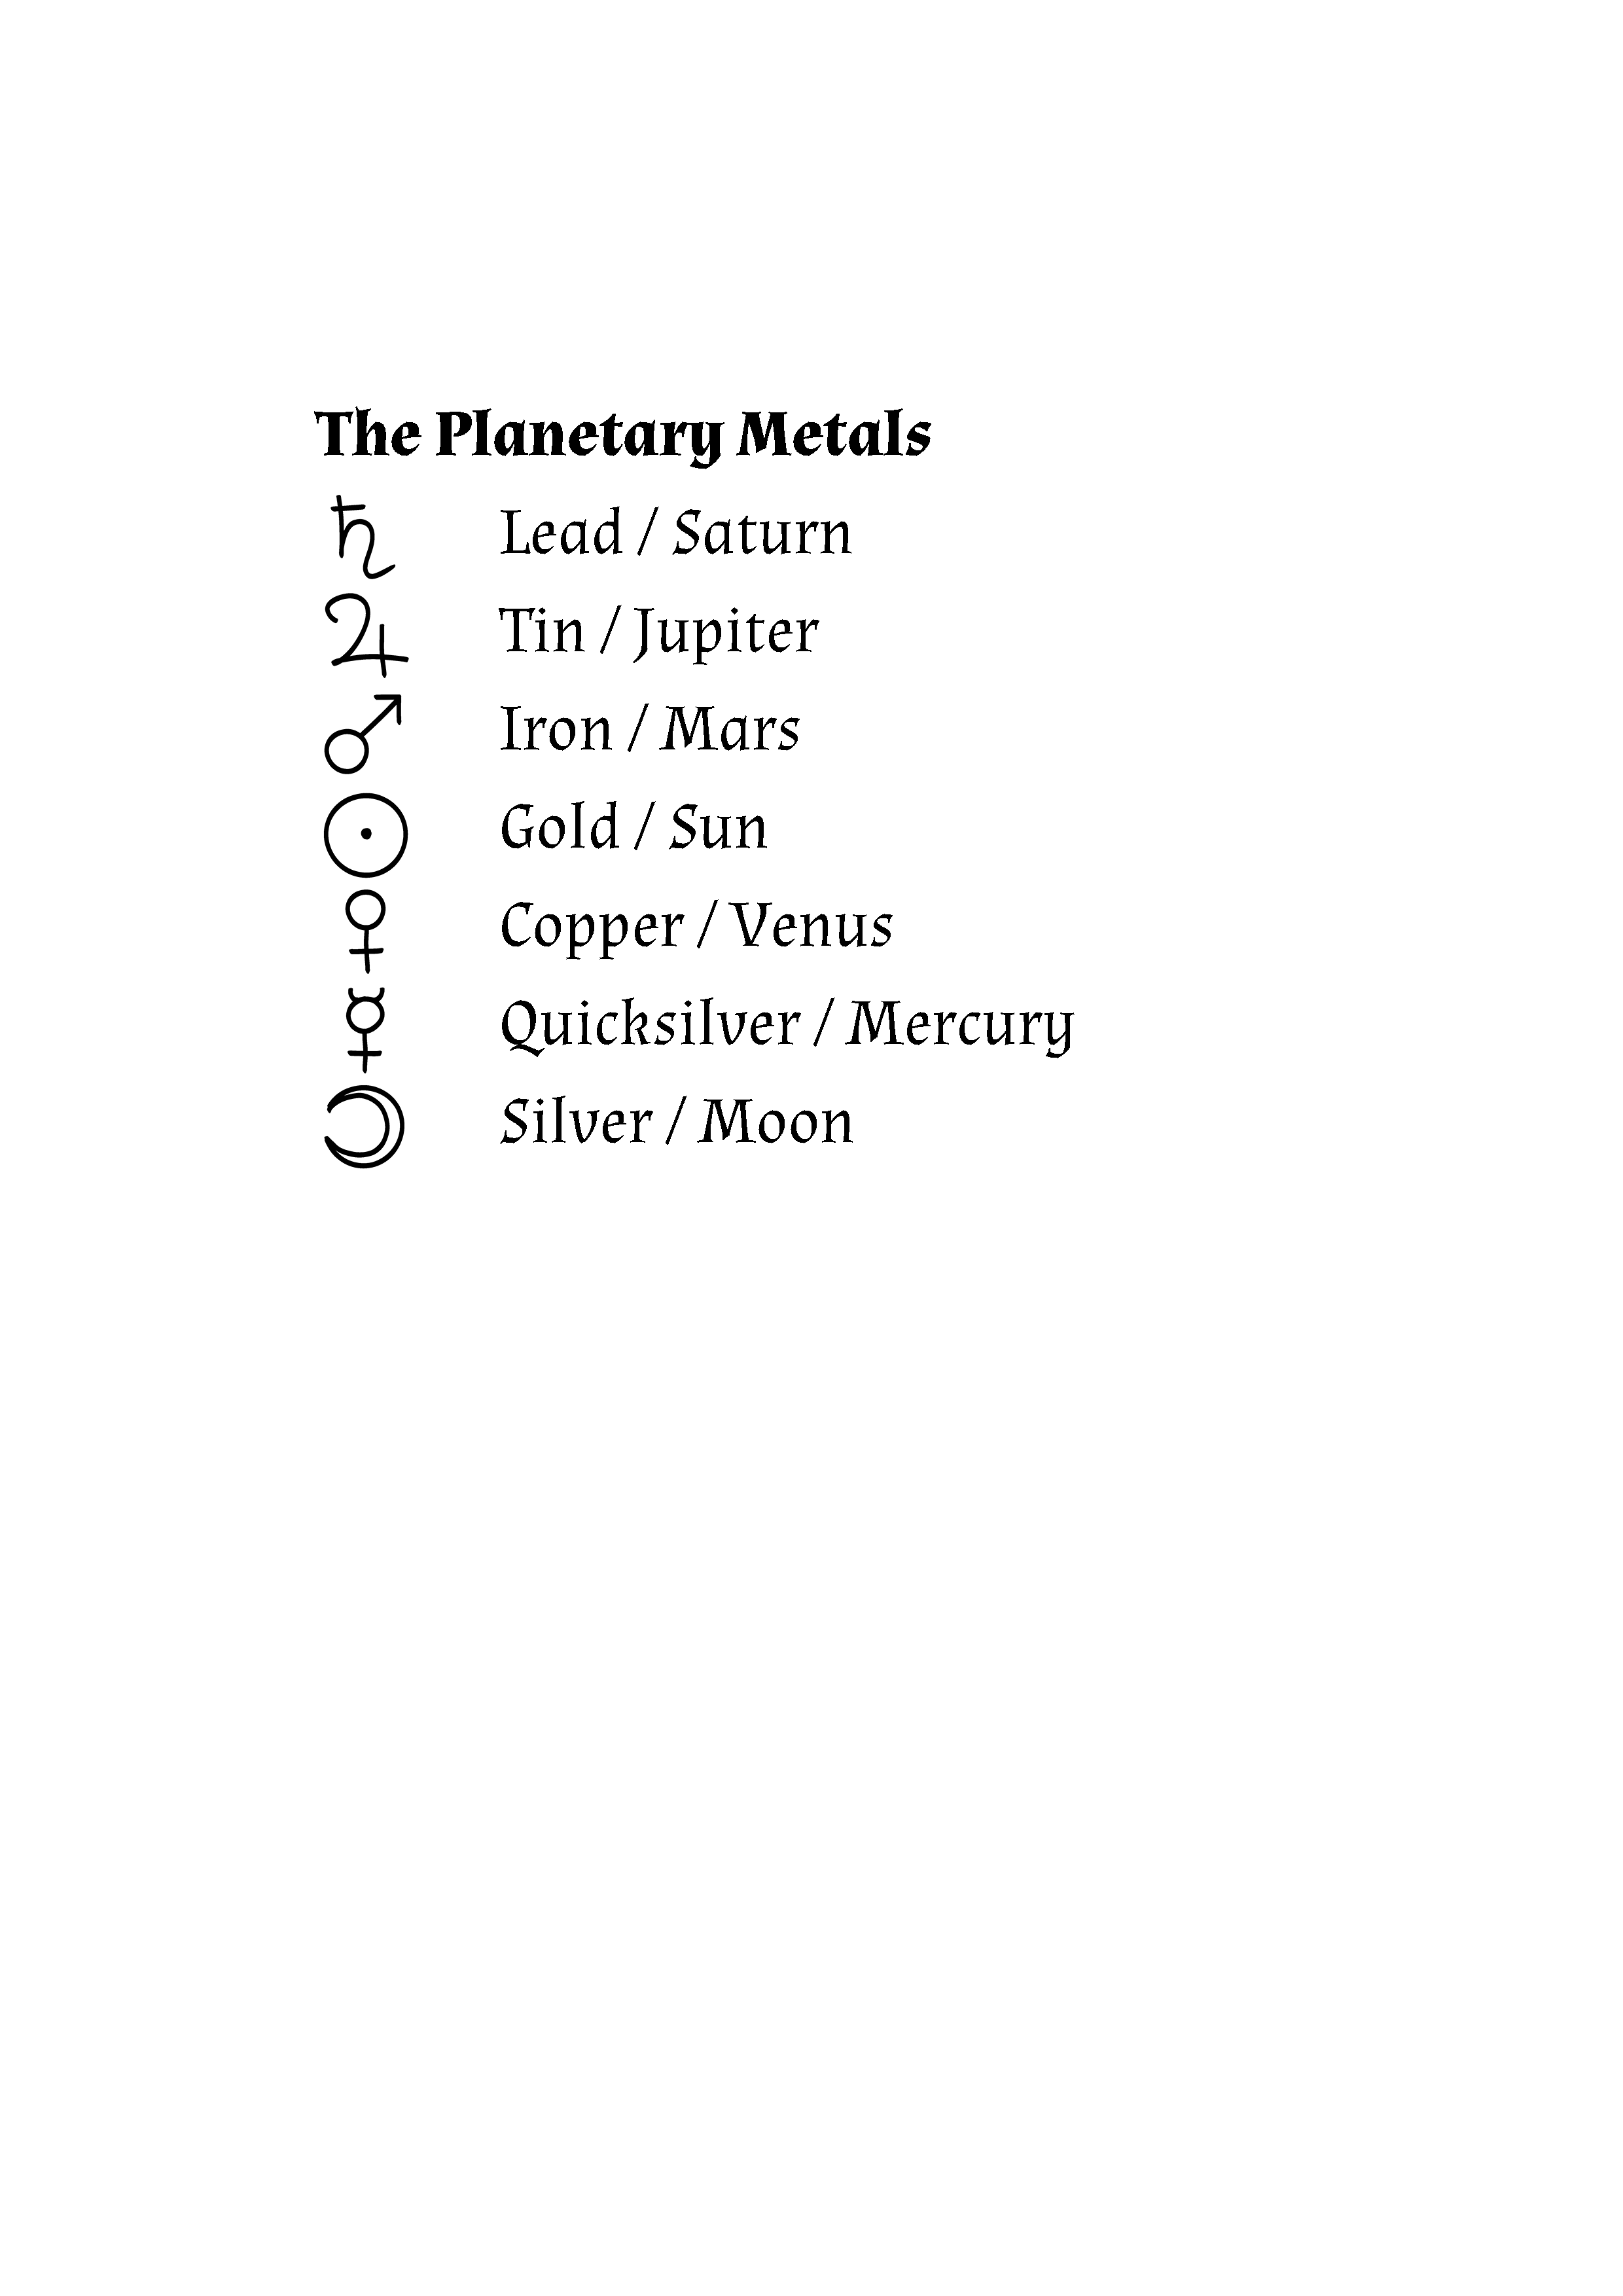 The Planetary Metals
♄ Lead / Saturn
♃ Tin / Jupiter
♂ Iron / Mars
☉ Gold / Sun
♀ Copper / Venus
☿ Quicksilver / Mercury
☽ Silver / Moon